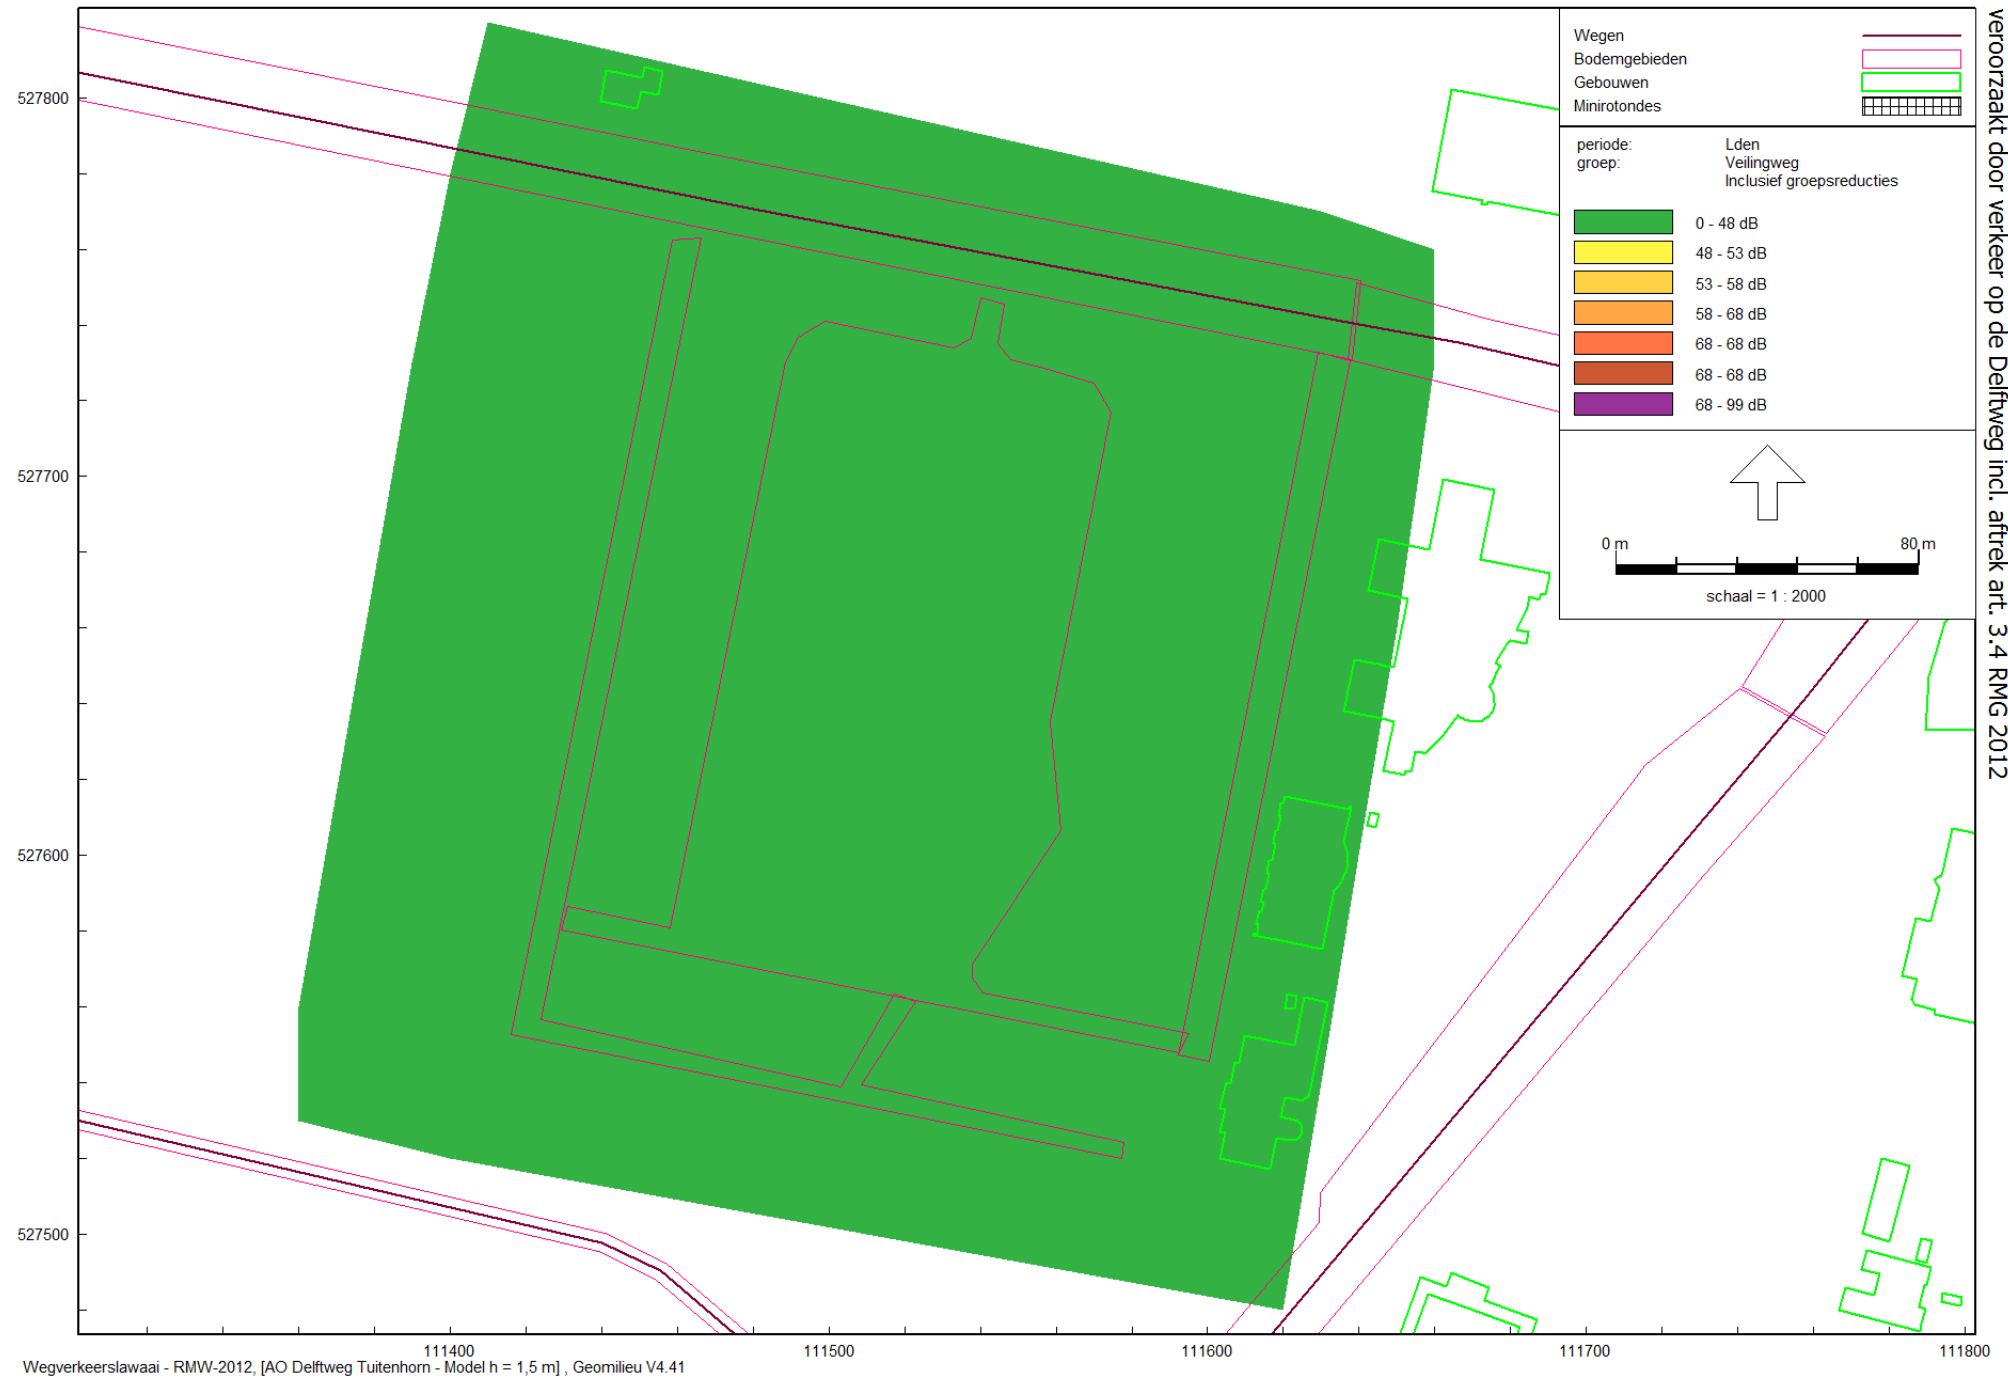 Wegen
Bodemgebieden
Gebouwen
Minirotondes
periode: Lden
groep: Veilingweg
Inclusief groepsreducties
0 - 48 dB
48 - 53 dB
53 - 58 dB
58 - 68 dB
68 - 68 dB
68 - 68 dB
68 - 99 dB
0 m 80 m
schaal = 1 : 2000
veroorzaakt door verkeer op de Delftweg incl. aftrek art. 3.4 RMG 2012
527800
527700
527600
527500
111400 111500 111600 111700 111800
Wegverkeerslawaai - RMW-2012, [AO Delftweg Tuitenhorn - Model h = 1,5 m] , Geomilieu V4.41